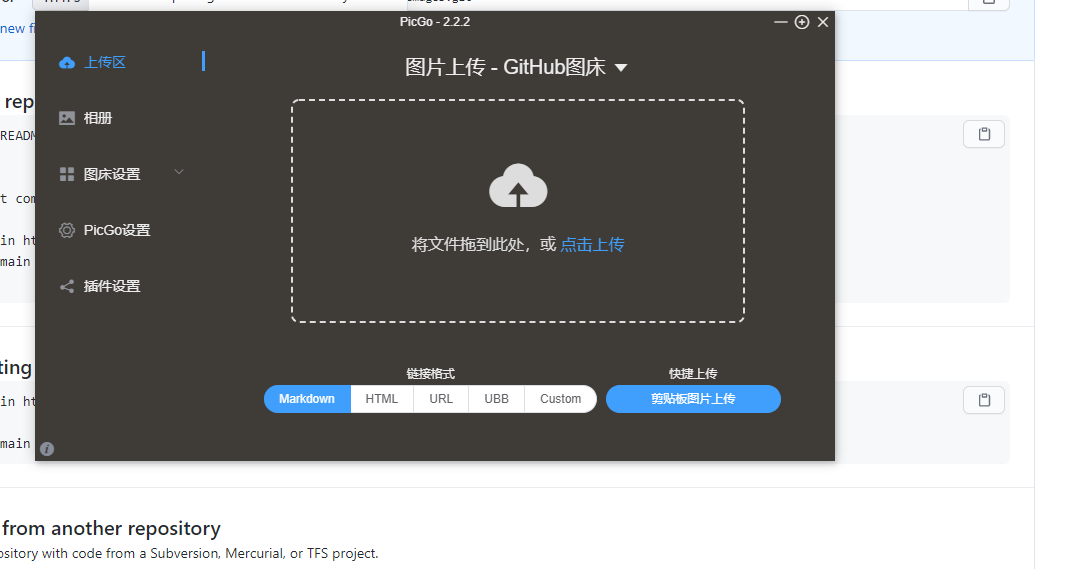 PicGo - 2.2.2
new fi
上传区
图片上传 - GitHub图床
rep
相册
READM
图床设置
t com
将文件拖到此处，或 点击上传
in ht
PicGo设置
main
插件设置
ting
链接格式
快捷上传
in ht
Markdown HTML URL UBB Custom 剪贴板图片上传
main
from another repository
ository with code from a Subversion, Mercurial, or TFS project.